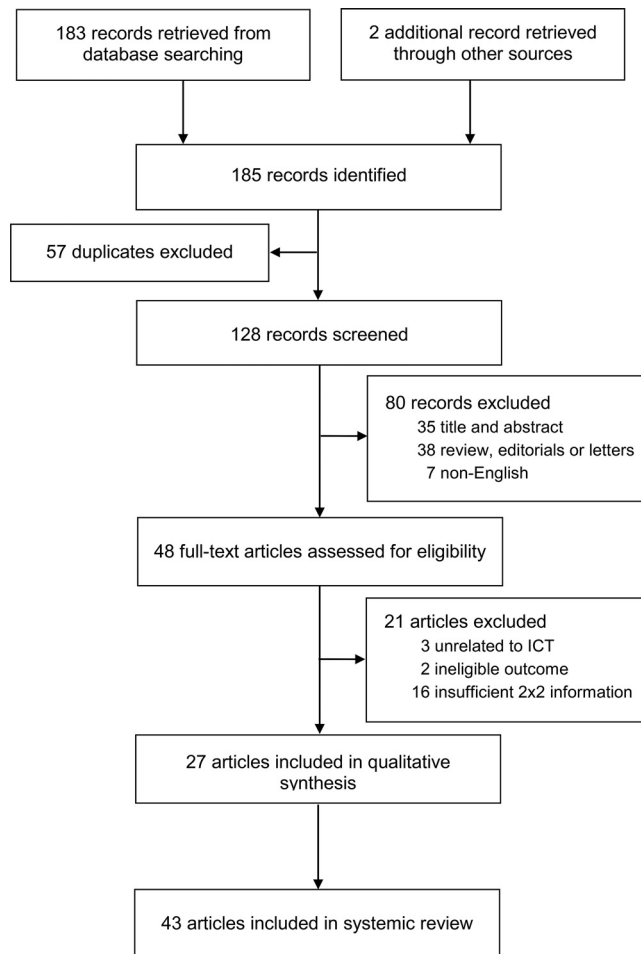 183 records retrieved from
database searching
2 additional record retrieved
through other sources
185 records identified
57 duplicates excluded
128 records screened
80 records excluded
35 title and abstract
38 review, editorials or letters
7 non-English
48 full-text articles assessed for eligibility
21 articles excluded
3 unrelated to ICT
2 ineligible outcome
16 insufficient 2x2 information
27 articles included in qualitative
synthesis
43 articles included in systemic review